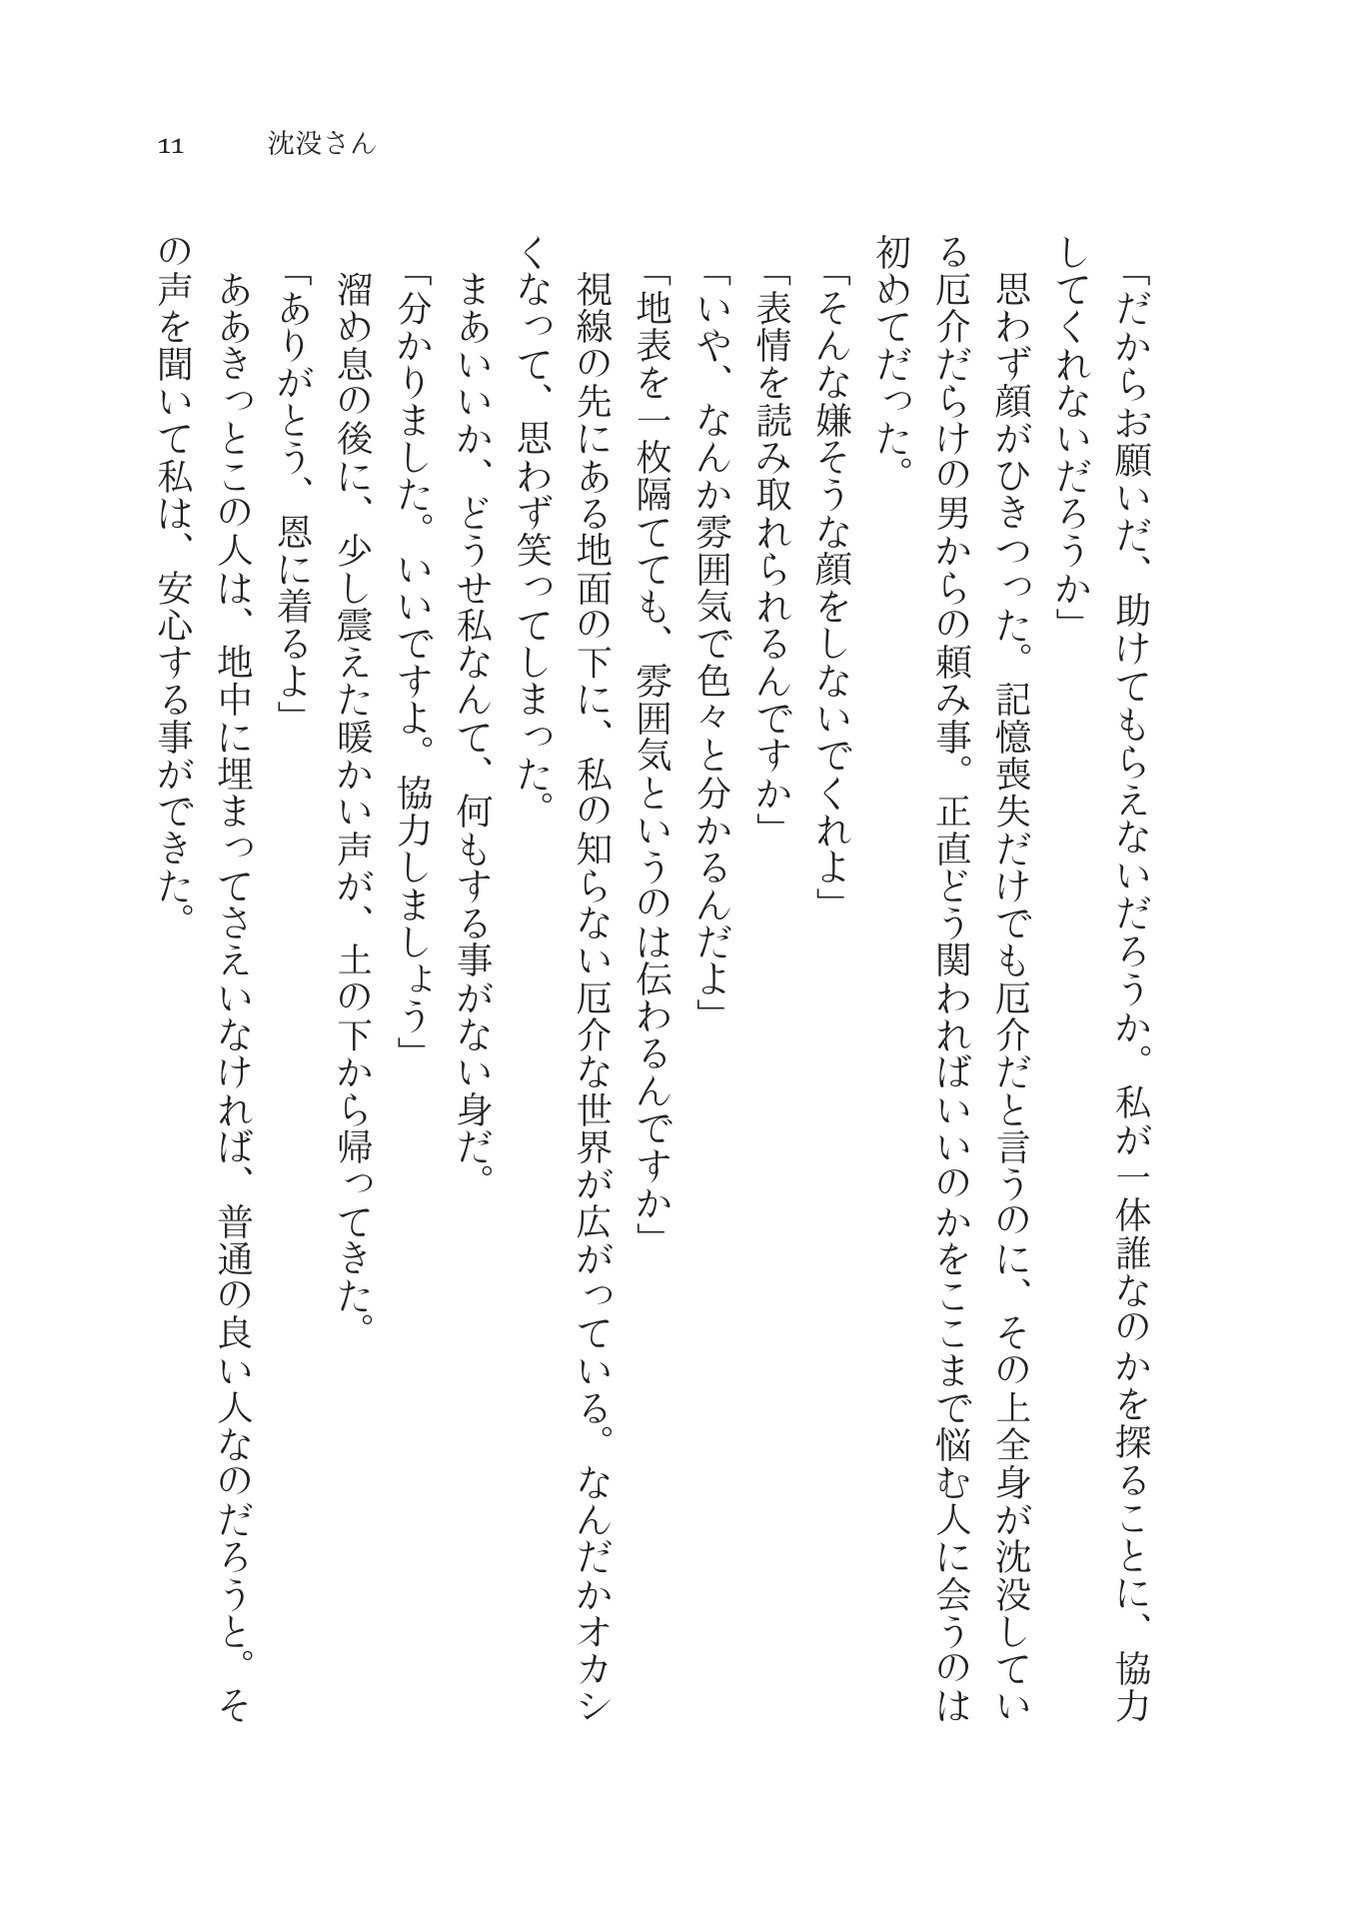 11 沈没さん
「だからお願いだ、助けてもらえないだろうか。私が一体誰なのかを探ることに、協力
してくれないだろうか」
思わず顔がひきつった。記憶喪失だけでも厄介だと言うのに、その上全身が沈没してい
る厄介だらけの男からの頼み事。正直どう関わればいいのかをここまで悩む人に会うのは
初めてだった。
「そんな嫌そうな顔をしないでくれよ」
「表情を読み取れられるんですか」
「いや、なんか雰囲気で色々と分かるんだよ」
「地表を一枚隔てても、雰囲気というのは伝わるんですか」
視線の先にある地面の下に、私の知らない厄介な世界が広がっている。なんだかオカシ
くなって、思わず笑ってしまった。
まあいいか、どうせ私なんて、何もする事がない身だ。
「分かりました。いいですよ。協力しましょう」
溜め息の後に、少し震えた暖かい声が、土の下から帰ってきた。
「ありがとう、恩に着るよ」
ああきっとこの人は、地中に埋まってさえいなければ、普通の良い人なのだろうと。そ
の声を聞いて私は、安心する事ができた。